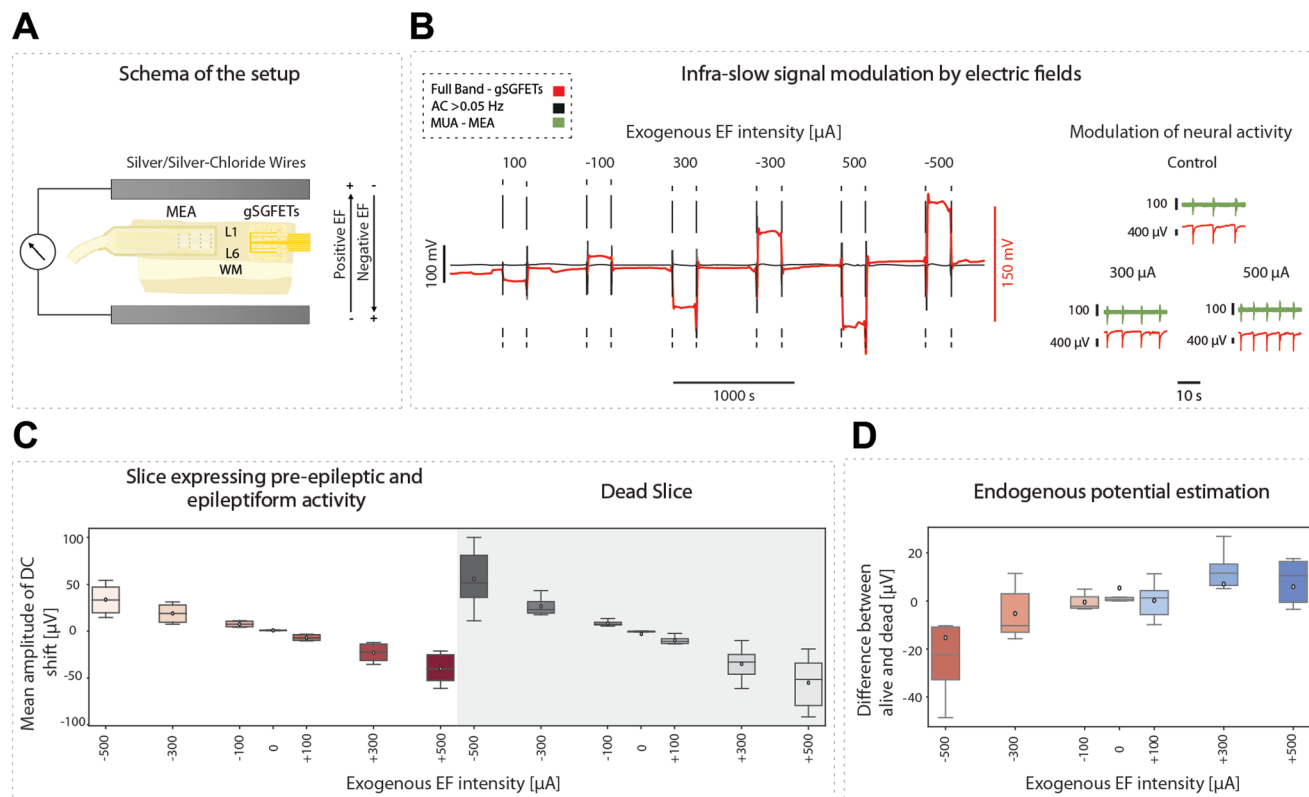 A
Schema of the setup
Silver/Silver-Chloride Wires
+ -
MEA
gSGFETs
L1
L6
WM
Positive EF
Negative EF
- +
B
Infra-slow signal modulation by electric fields
Full Band - gSGFETs
AC >0.05 Hz
MUA - MEA
Exogenous EF intensity [µA]
100 -100 300 -300 500 -500
100 mV
150 mV
1000 s
Modulation of neural activity
Control
100
400 µV
300 µA 500 µA
100 100
400 µV 400 µV
10 s
C
Slice expressing pre-epileptic and
epileptiform activity
Dead Slice
Mean amplitude of DC
shift [µV]
100
50
0
-50
-100
-500 -300 -100 0 +100 +300 +500 -500 -300 -100 0 +100 +300 +500
Exogenous EF intensity [µA]
D
Endogenous potential estimation
Difference between
alive and dead [µV]
20
0
-20
-40
-500 -300 -100 0 +100 +300 +500
Exogenous EF intensity [µA]